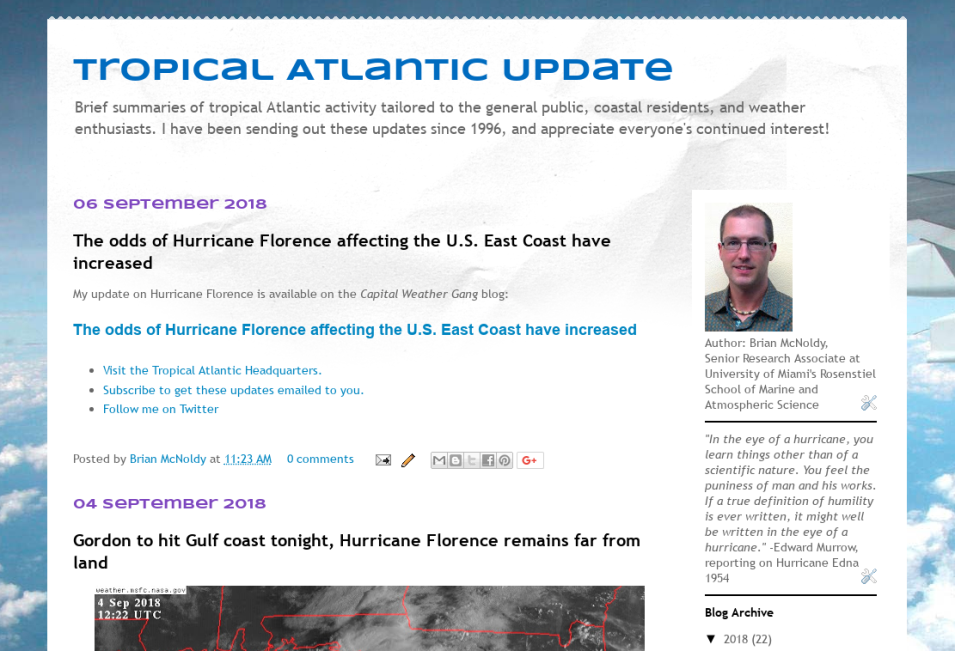 Tropical Atlantic Update
Brief summaries of tropical Atlantic activity tailored to the general public, coastal residents, and weather
enthusiasts. I have been sending out these updates since 1996, and appreciate everyone's continued interest!
06 September 2018
The odds of Hurricane Florence affecting the U.S. East Coast have
increased
My update on Hurricane Florence is available on the Capital Weather Gang blog:
The odds of Hurricane Florence affecting the U.S. East Coast have increased
Visit the Tropical Atlantic Headquarters.
Subscribe to get these updates emailed to you.
Follow me on Twitter
Posted by Brian McNoldy at 11:23 AM 0 comments
G+
04 September 2018
Gordon to hit Gulf coast tonight, Hurricane Florence remains far from
land
weather.msfc.nasa.gov
4 Sep 2018
12:22 UTC
Author: Brian McNoldy,
Senior Research Associate at
University of Miami's Rosenstiel
School of Marine and
Atmospheric Science
"In the eye of a hurricane, you
learn things other than of a
scientific nature. You feel the
puniness of man and his works.
If a true definition of humility
is ever written, it might well
be written in the eye of a
hurricane." -Edward Murrow,
reporting on Hurricane Edna
1954
Blog Archive
▼ 2018 (22)